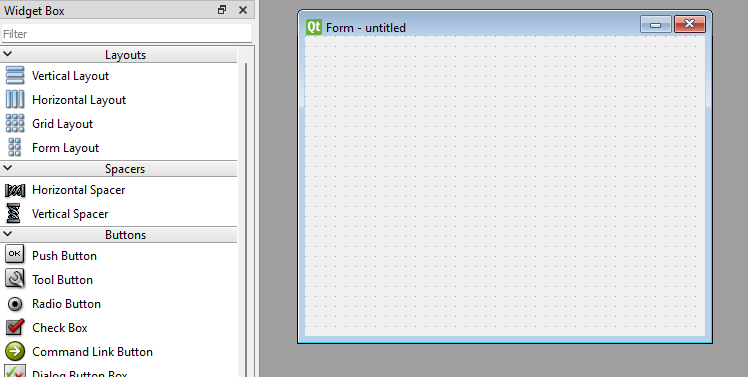 Widget Box
Filter
Layouts
Vertical Layout
Horizontal Layout
Grid Layout
Form Layout
Spacers
Horizontal Spacer
Vertical Spacer
Buttons
OK Push Button
Tool Button
Radio Button
Check Box
Command Link Button
Dialog Button Box
Qt Form - untitled